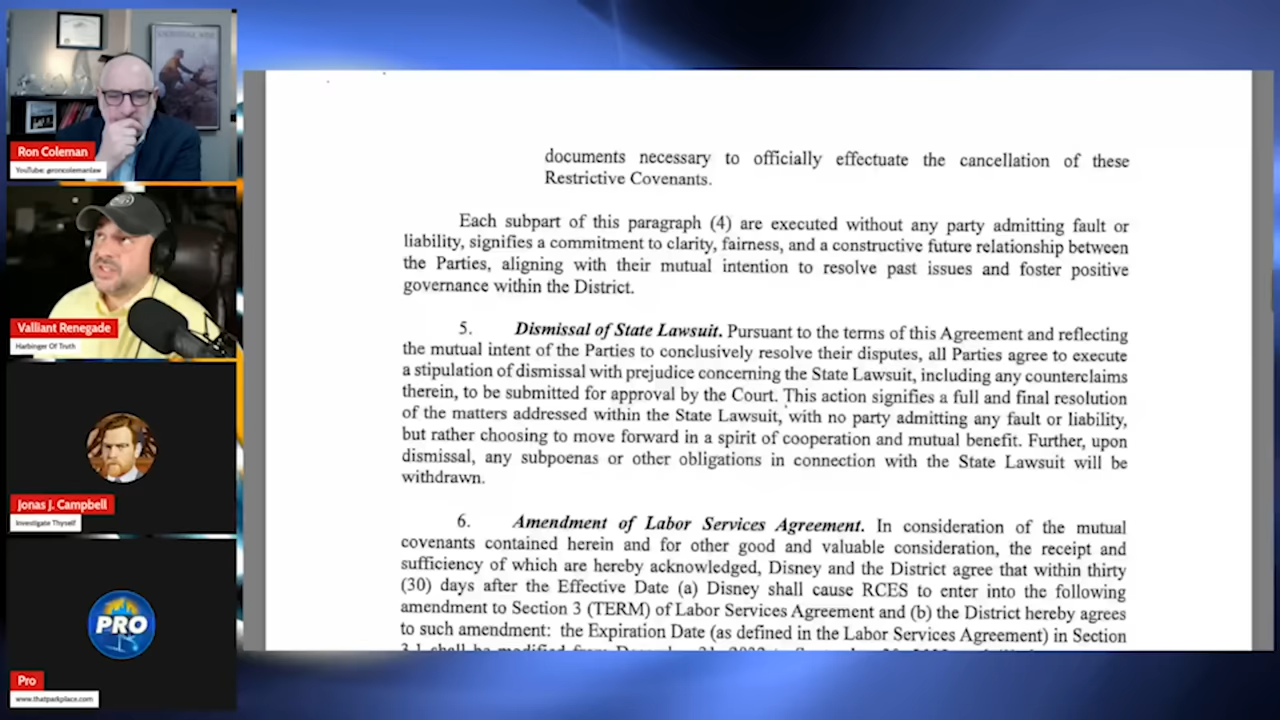 Ron Coleman
YouTube: @roncolemanlaw
Valliant Renegade
Harbinger Of Truth
Jonas J. Campbell
Investigate Thyself
PRO
Pro
www.thatparkplace.com
documents necessary to officially effectuate the cancellation of these
Restrictive Covenants.
Each subpart of this paragraph (4) are executed without any party admitting fault or
liability, signifies a commitment to clarity, fairness, and a constructive future relationship between
the Parties, aligning with their mutual intention to resolve past issues and foster positive
governance within the District.
5. Dismissal of State Lawsuit. Pursuant to the terms of this Agreement and reflecting
the mutual intent of the Parties to conclusively resolve their disputes, all Parties agree to execute
a stipulation of dismissal with prejudice concerning the State Lawsuit, including any counterclaims
therein, to be submitted for approval by the Court. This action signifies a full and final resolution
of the matters addressed within the State Lawsuit, with no party admitting any fault or liability,
but rather choosing to move forward in a spirit of cooperation and mutual benefit. Further, upon
dismissal, any subpoenas or other obligations in connection with the State Lawsuit will be
withdrawn.
6. Amendment of Labor Services Agreement. In consideration of the mutual
covenants contained herein and for other good and valuable consideration, the receipt and
sufficiency of which are hereby acknowledged, Disney and the District agree that within thirty
(30) days after the Effective Date (a) Disney shall cause RCES to enter into the following
amendment to Section 3 (TERM) of Labor Services Agreement and (b) the District hereby agrees
to such amendment: the Expiration Date (as defined in the Labor Services Agreement) in Section
3.1 shall be modified from